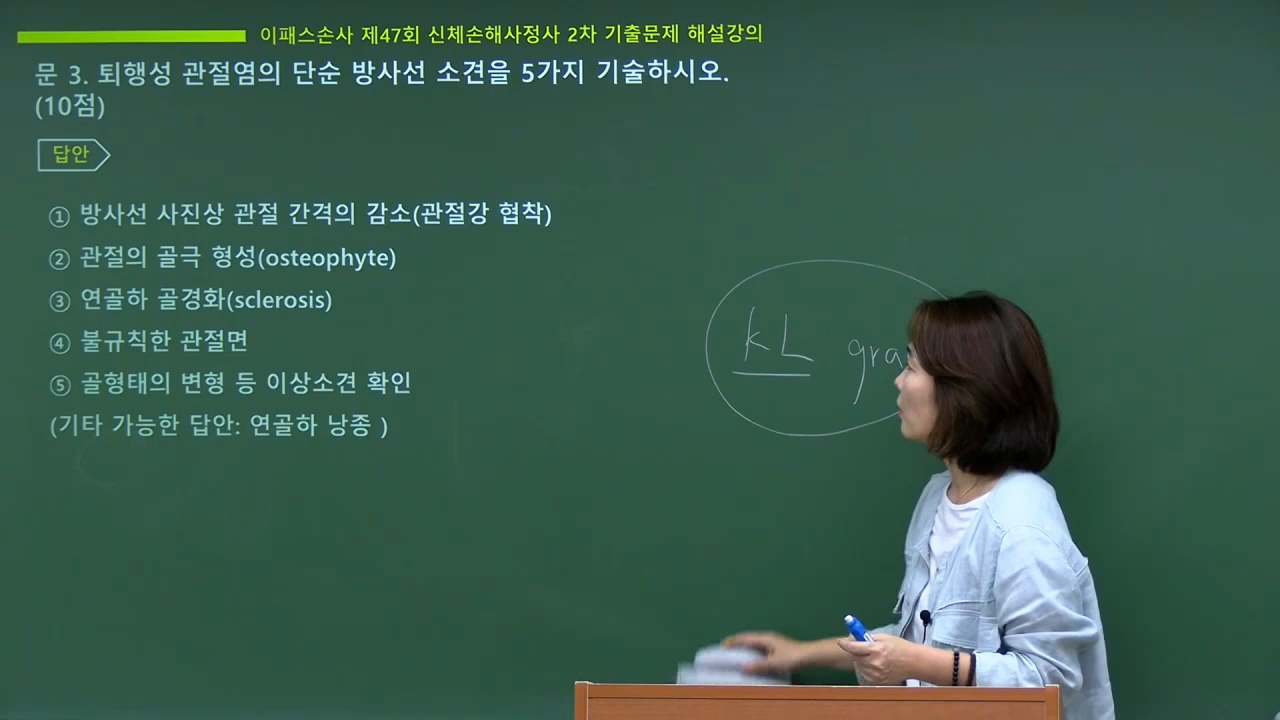 이패스손사 제47회 신체손해사정사 2차 기출문제 해설강의
문 3. 퇴행성 관절염의 단순 방사선 소견을 5가지 기술하시오.
(10점)
답안
① 방사선 사진상 관절 간격의 감소(관절강 협착)
② 관절의 골극 형성(osteophyte)
③ 연골하 골경화(sclerosis)
④ 불규칙한 관절면
⑤ 골형태의 변형 등 이상소견 확인
(기타 가능한 답안: 연골하 낭종 )
KL gra